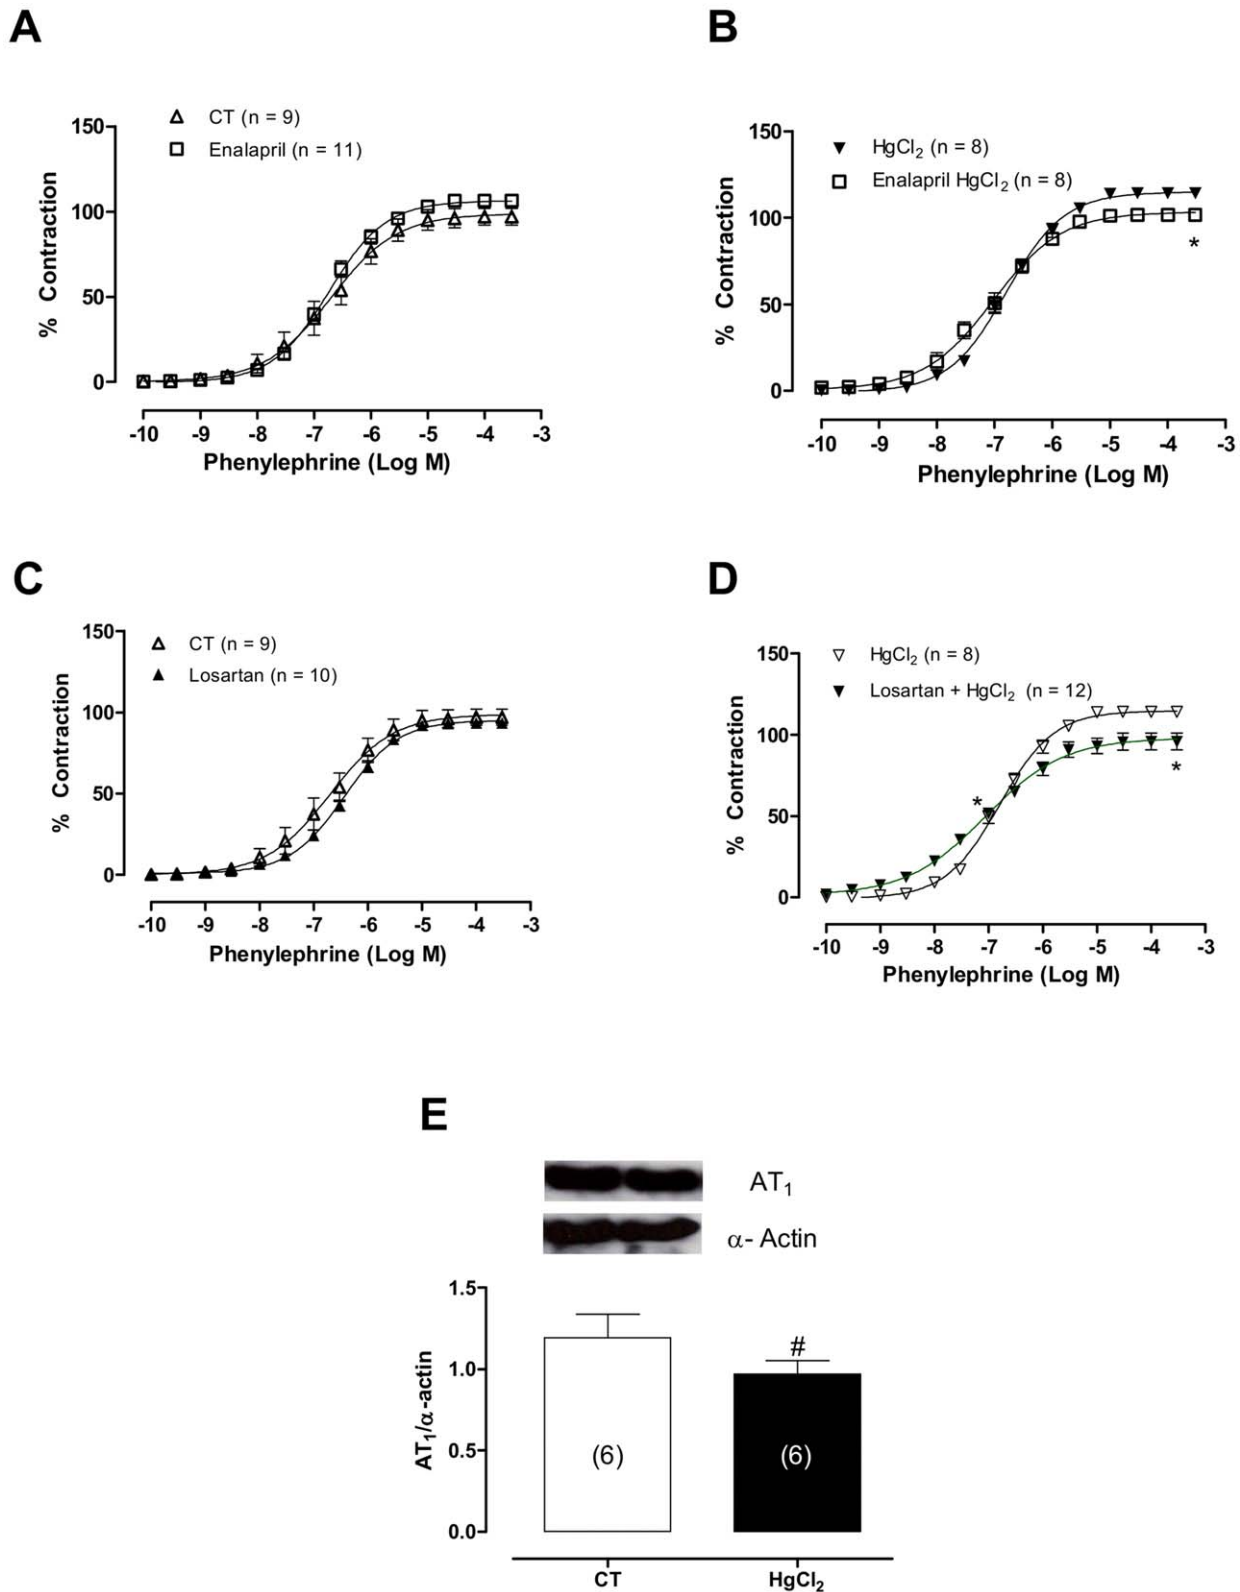 A
CT (n = 9)
Enalapril (n = 11)
150
100
50
0
% Contraction
-10 -9 -8 -7 -6 -5 -4 -3
Phenylephrine (Log M)
B
HgCl₂ (n = 8)
Enalapril HgCl₂ (n = 8)
150
100
50
0
% Contraction
*
-10 -9 -8 -7 -6 -5 -4 -3
Phenylephrine (Log M)
C
CT (n = 9)
Losartan (n = 10)
150
100
50
0
% Contraction
-10 -9 -8 -7 -6 -5 -4 -3
Phenylephrine (Log M)
D
HgCl₂ (n = 8)
Losartan + HgCl₂ (n = 12)
150
100
50
0
% Contraction
*
*
-10 -9 -8 -7 -6 -5 -4 -3
Phenylephrine (Log M)
E
AT₁
α- Actin
1.5
1.0
0.5
0.0
AT₁/α-actin
#
(6) (6)
CT HgCl₂